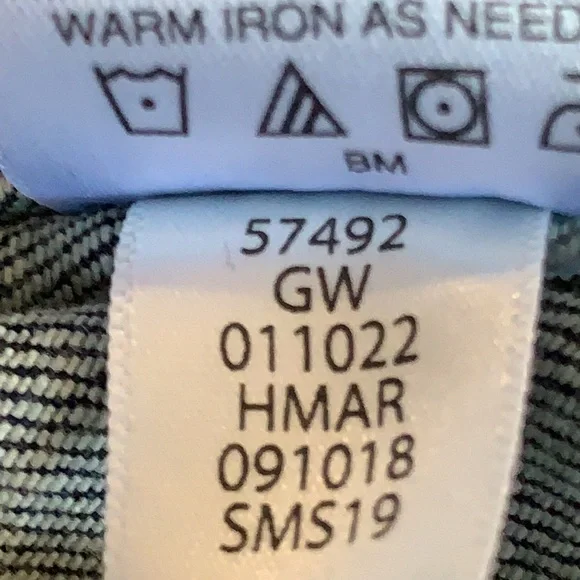 WARM IRON AS NEED
BM
57492
GW
011022
HMAR
091018
SMS19